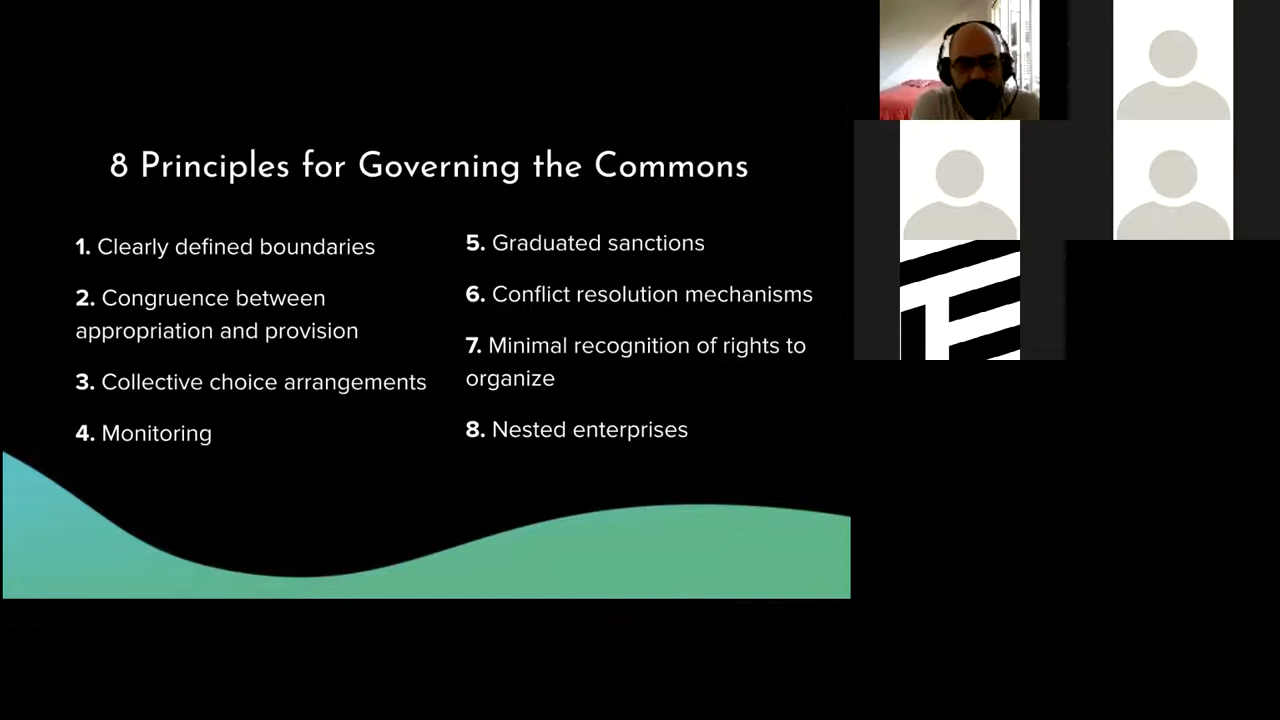 8 Principles for Governing the Commons
1. Clearly defined boundaries
2. Congruence between
appropriation and provision
3. Collective choice arrangements
4. Monitoring
5. Graduated sanctions
6. Conflict resolution mechanisms
7. Minimal recognition of rights to
organize
8. Nested enterprises